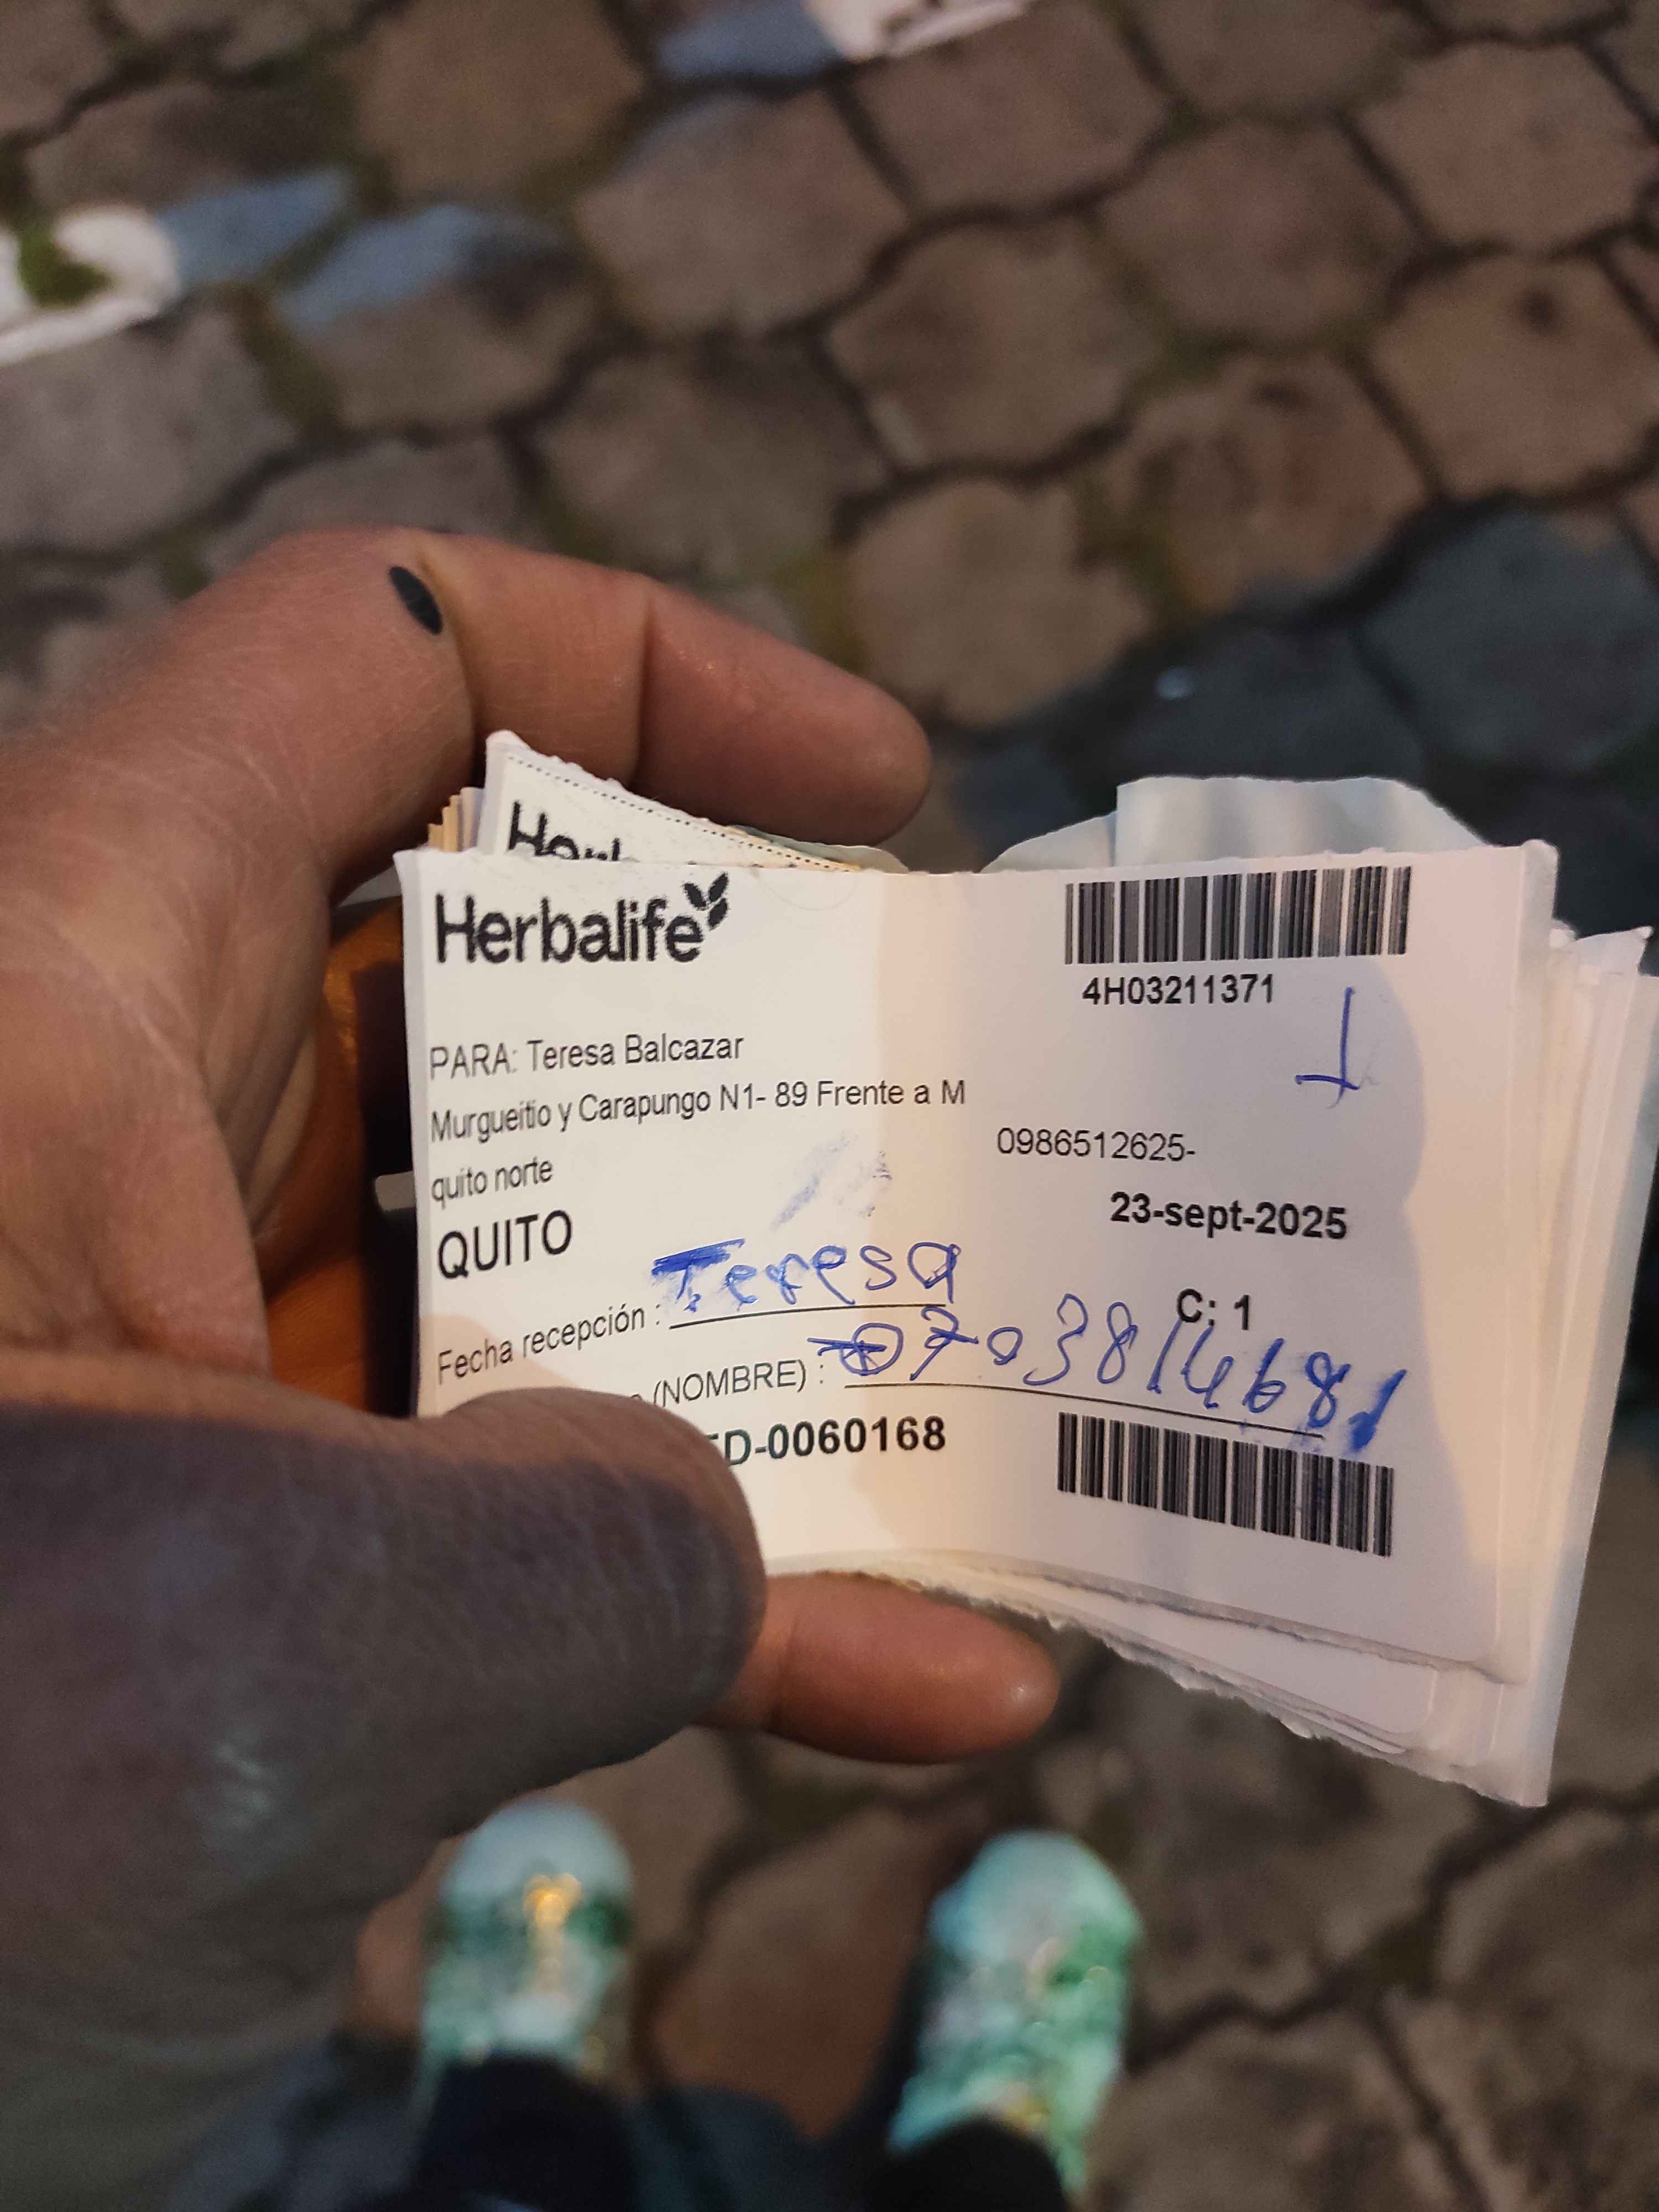 Herbalife
4H03211371
PARA: Teresa Balcazar
Murgueitio y Carapungo N1- 89 Frente a M
quito norte
0986512625-
QUITO
23-sept-2025
Fecha recepción : Teresa
C: 1
(NOMBRE) : 0703814681
D-0060168